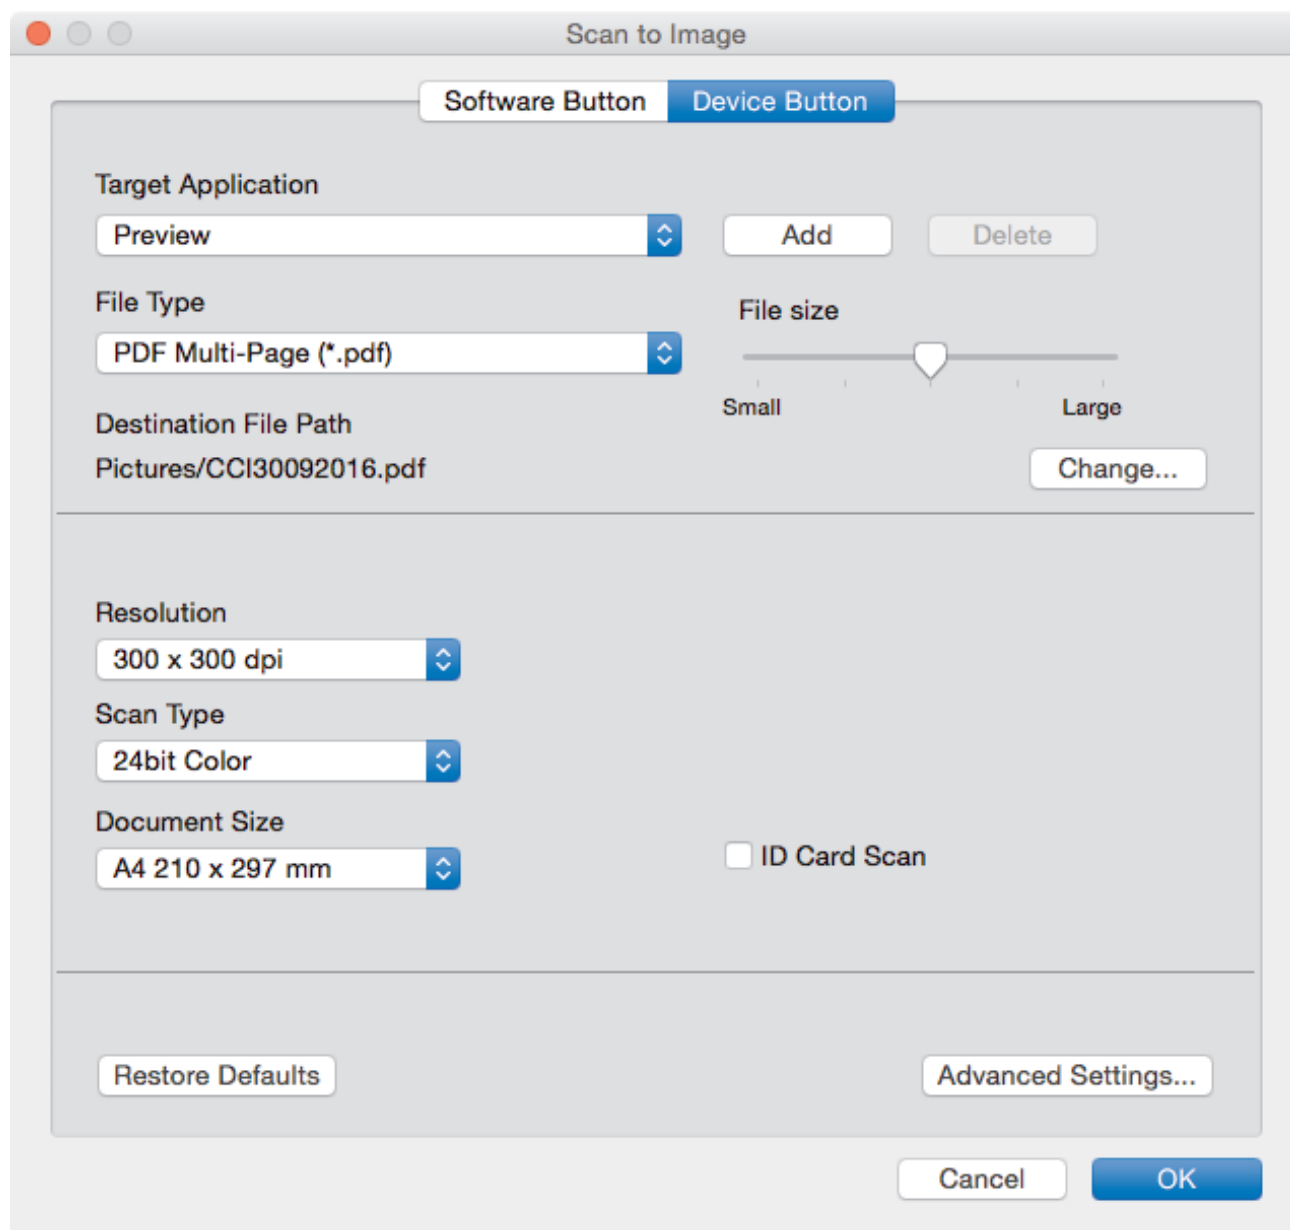 Scan to Image
Software Button Device Button
Target Application
Preview Add Delete
File Type File size
PDF Multi-Page (*.pdf)
Small Large
Destination File Path
Pictures/CCI30092016.pdf Change...
Resolution
300 x 300 dpi
Scan Type
24bit Color
Document Size
A4 210 x 297 mm ID Card Scan
Restore Defaults Advanced Settings...
Cancel OK